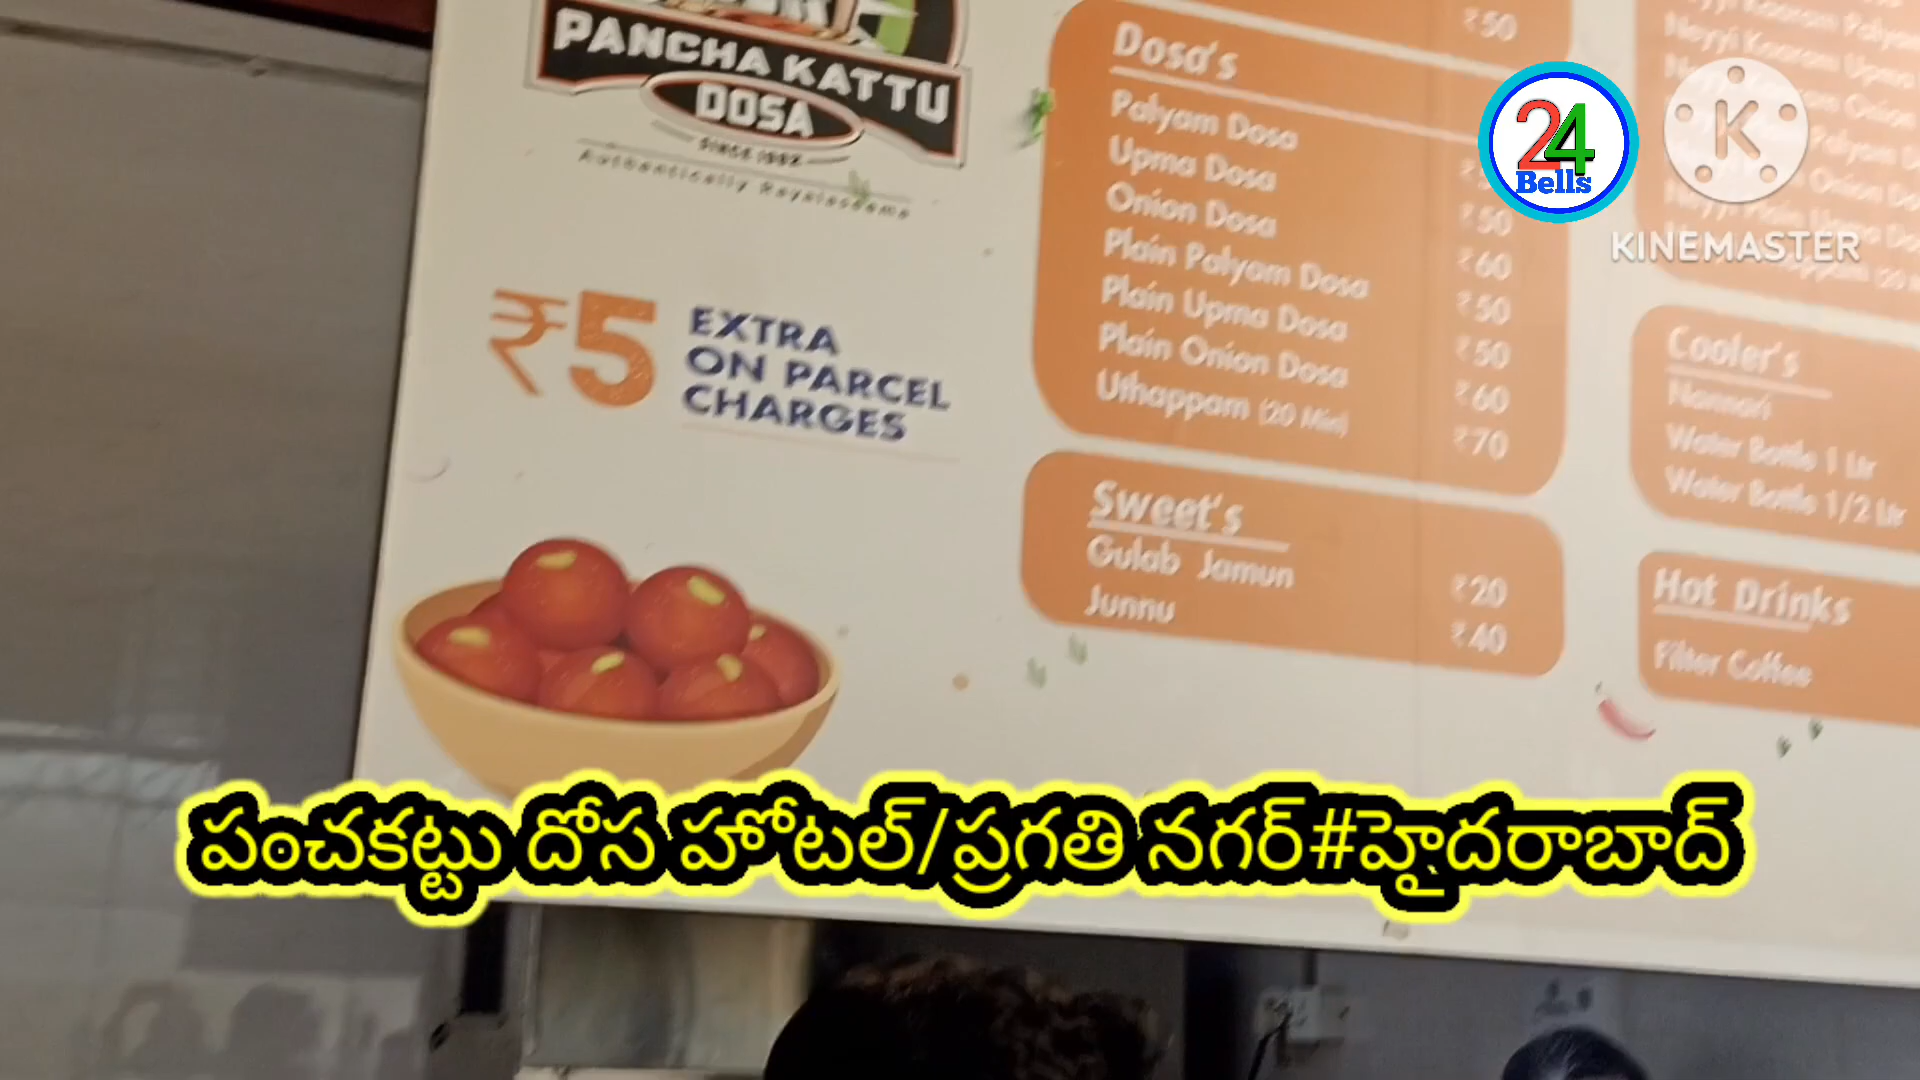 PANCHA KATTU
DOSA
SINCE 1992
Authentically Rayalaseema
₹5
EXTRA
ON PARCEL
CHARGES
₹50
Dosa's
Palyam Dosa
Upma Dosa
₹50
Onion Dosa
₹60
Plain Palyam Dosa
₹50
Plain Upma Dosa
₹50
Plain Onion Dosa
₹60
Uthappam (20 Min)
₹70
Sweet's
Gulab Jamun ₹20
Junnu ₹40
Cooler's
Nannari
Water Bottle 1 Ltr
Water Bottle 1/2 Ltr
Hot Drinks
Filter Coffee
24
Bells
K
KINEMASTER
పంచకట్టు దోస హోటల్/ప్రగతి నగర్#హైదరాబాద్